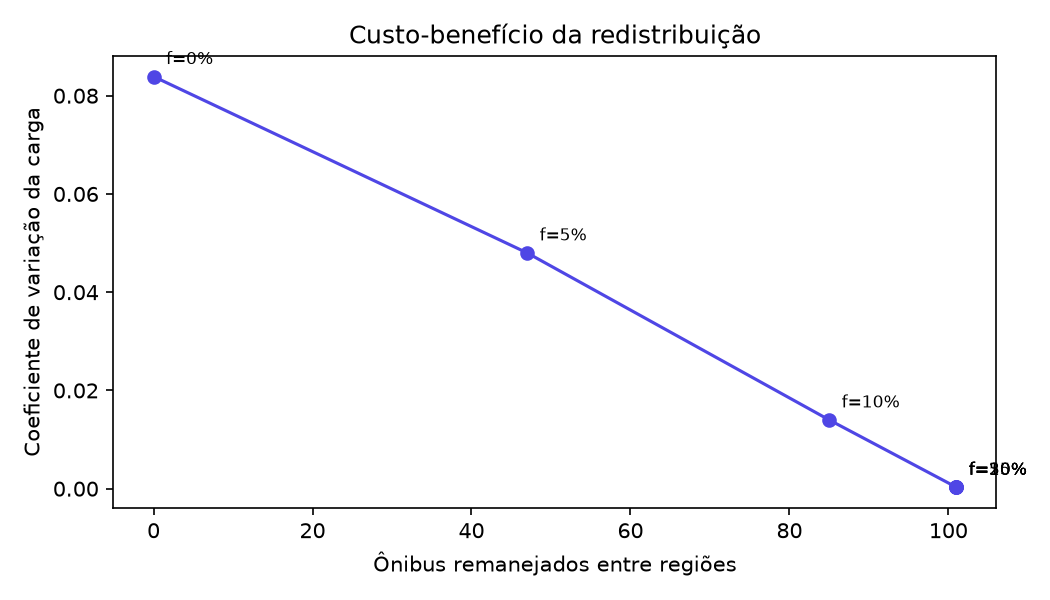 Custo-benefício da redistribuição
f=0%
0.08
f=5%
0.06
0.04
f=10%
0.02
0.00
Coeficiente de variação da carga
0
20
40
60
80
100
Ônibus remanejados entre regiões